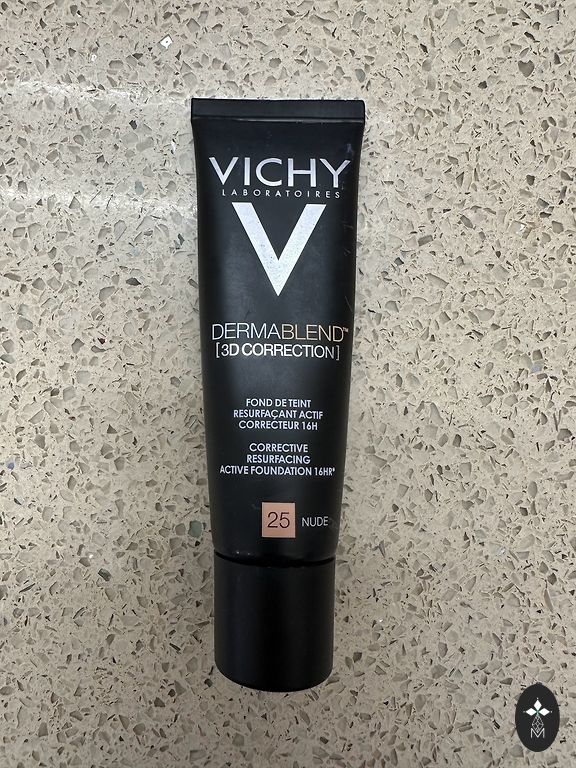 VICHY
LABORATOIRES
DERMABLEND™
[3D CORRECTION]
FOND DE TEINT
RESURFAÇANT ACTIF
CORRECTEUR 16H
CORRECTIVE
RESURFACING
ACTIVE FOUNDATION 16HR*
25 NUDE